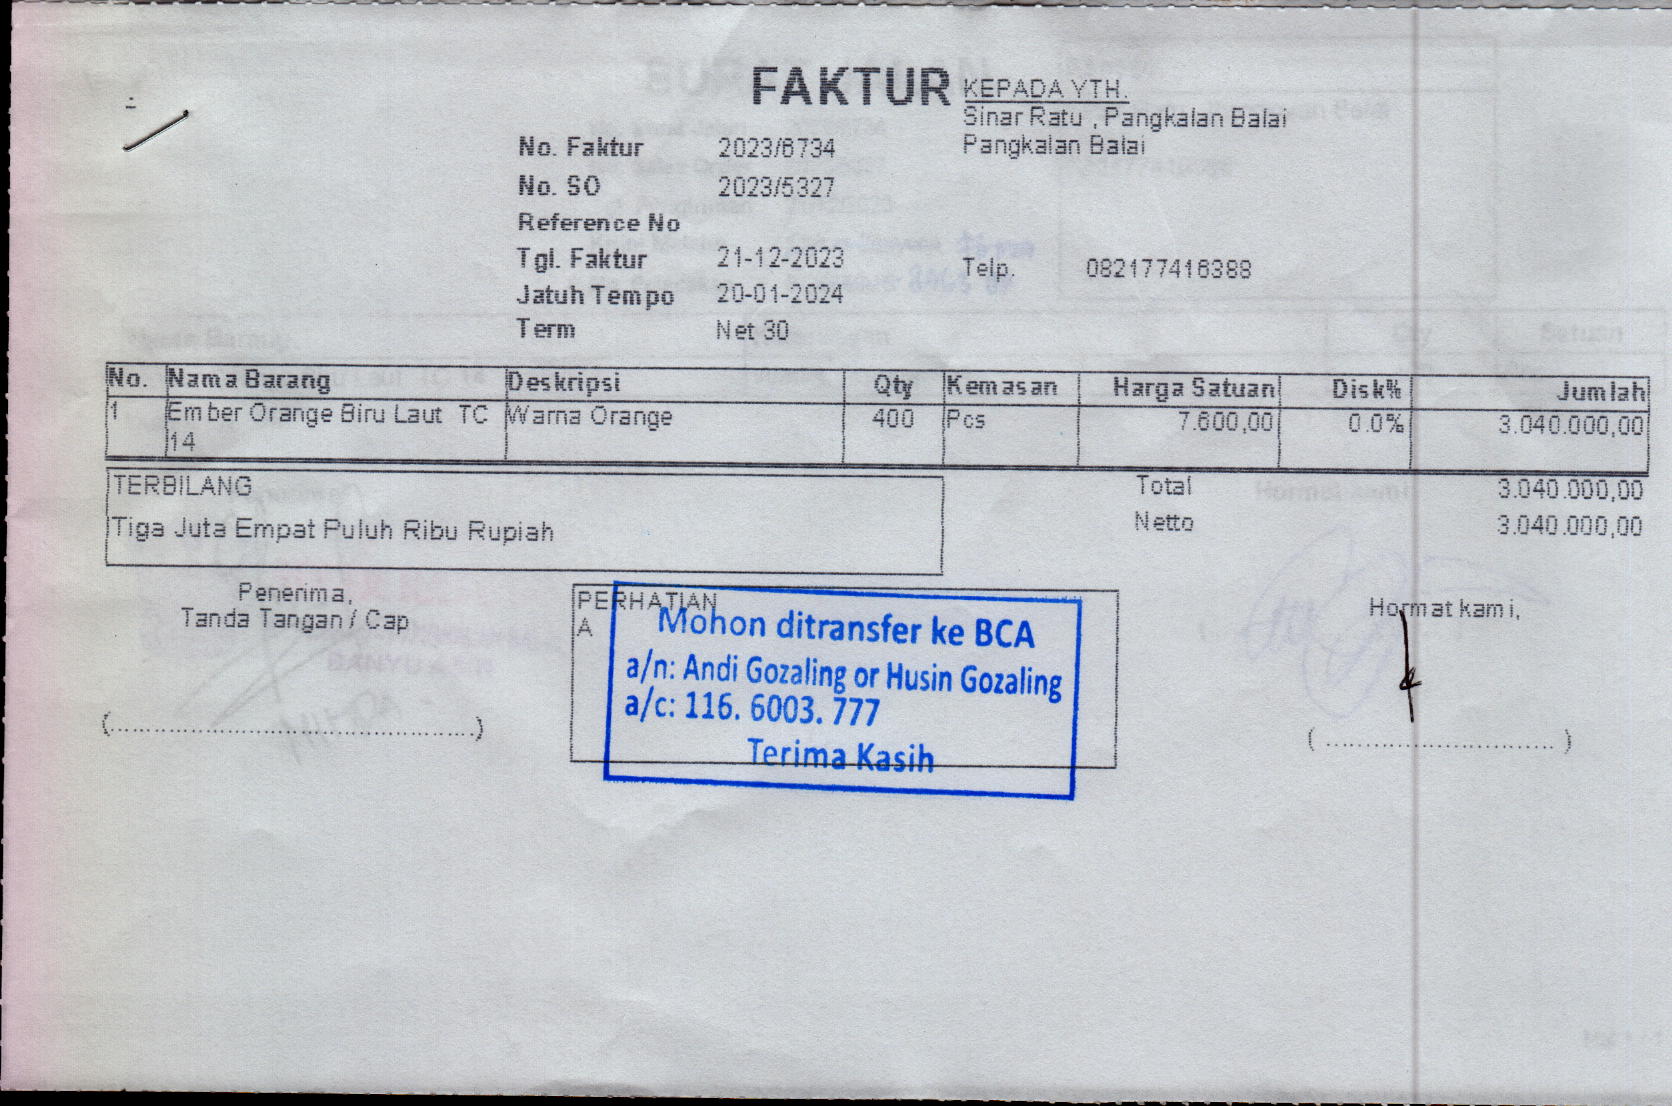 FAKTUR
KEPADA YTH.
Sinar Ratu , Pangkalan Balai
Pangkalan Balai
No. Faktur 2023/6734
No. SO 2023/5327
Reference No
Tgl. Faktur 21-12-2023
Telp. 082177416388
Jatuh Tempo 20-01-2024
Term Net 30
No. Nama Barang Deskripsi Qty Kemasan Harga Satuan Disk% Jumlah
1 Ember Orange Biru Laut TC Warna Orange 400 Pcs 7.600,00 0.0% 3.040.000,00
14
TERBILANG
Tiga Juta Empat Puluh Ribu Rupiah
Total 3.040.000,00
Netto 3.040.000,00
Penerima,
Tanda Tangan / Cap
(..................................................)
PERHATIAN
A
Mohon ditransfer ke BCA
a/n: Andi Gozaling or Husin Gozaling
a/c: 116. 6003. 777
Terima Kasih
Hormat kami,
( ................................ )